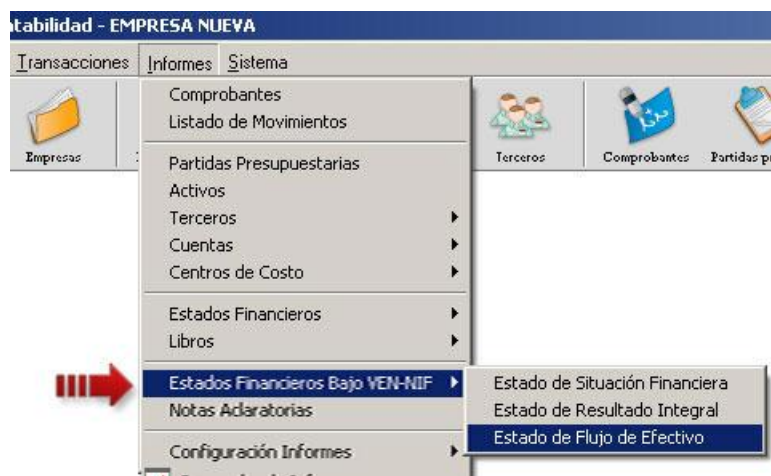 ntabilidad - EMPRESA NUEVA
Transacciones Informes Sistema
Comprobantes
Listado de Movimientos
Partidas Presupuestarias
Activos
Terceros
Cuentas
Centros de Costo
Estados Financieros
Libros
Estados Financieros Bajo VEN-NIF
Notas Aclaratorias
Configuración Informes
Empresas
Terceros
Comprobantes
Partidas p
Estado de Situación Financiera
Estado de Resultado Integral
Estado de Flujo de Efectivo